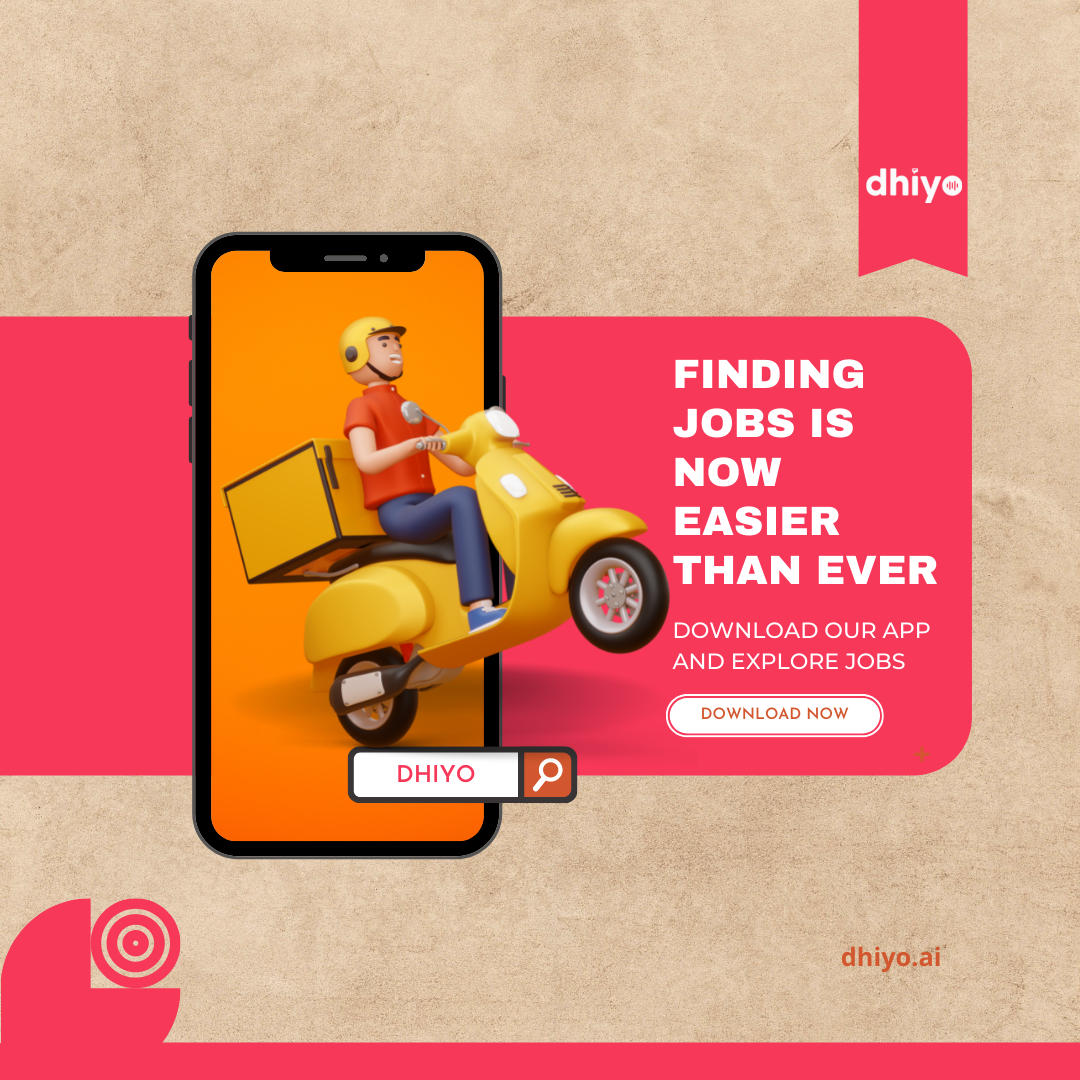 dhiyo
FINDING
JOBS IS
NOW
EASIER
THAN EVER
DOWNLOAD OUR APP
AND EXPLORE JOBS
DOWNLOAD NOW
DHIYO
dhiyo.ai